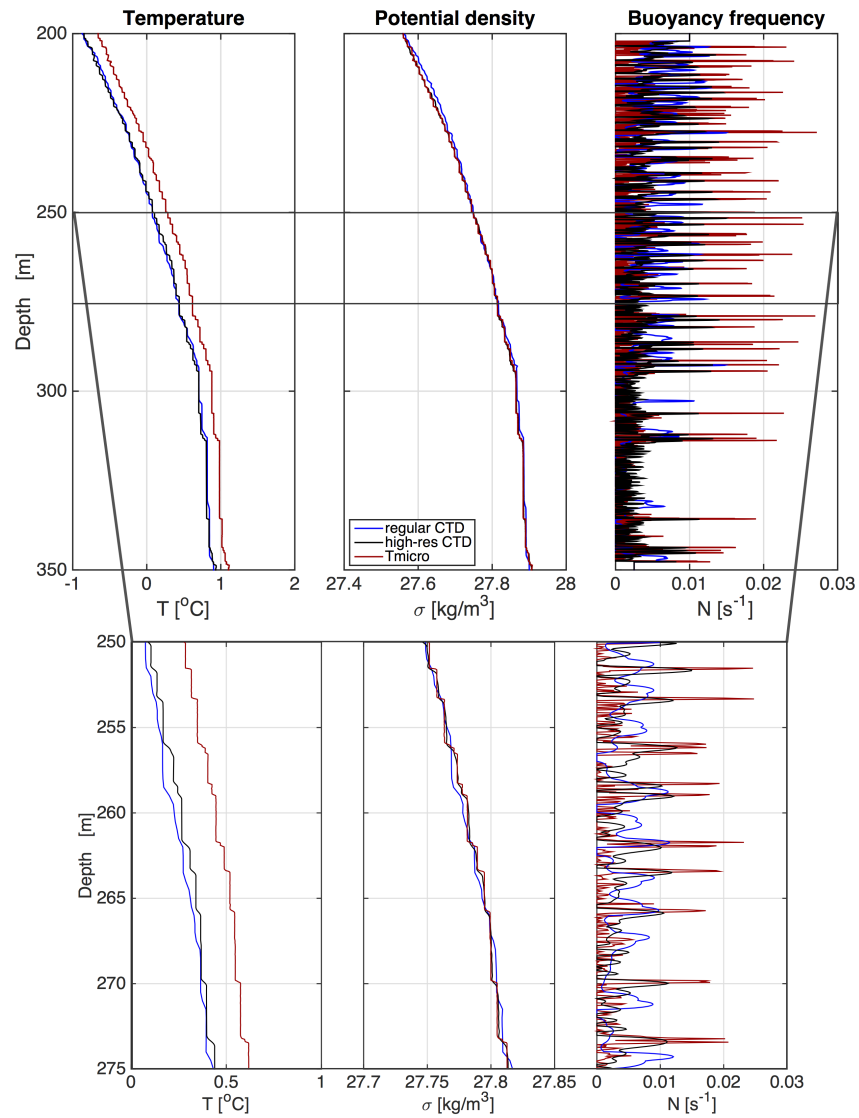 Temperature Potential density Buoyancy frequency
200
250
300
350
Depth [m]
-1 0 1 2
T [°C]
27.4 27.6 27.8 28
σ [kg/m³]
0 0.01 0.02 0.03
N [s⁻¹]
regular CTD
high-res CTD
Tmicro
250
255
260
265
270
275
Depth [m]
0 0.5 1
T [°C]
27.7 27.75 27.8 27.85
σ [kg/m³]
0 0.01 0.02 0.03
N [s⁻¹]